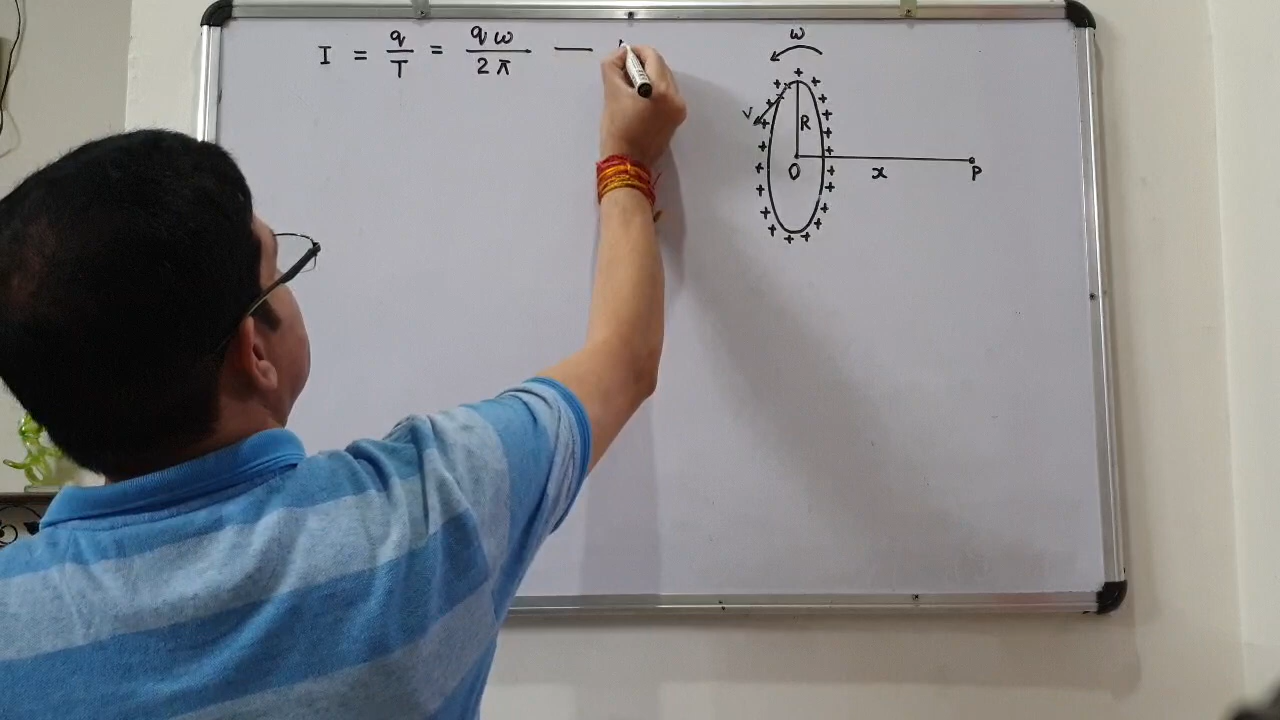 I = q/T = qω/2π —
ω
V
R
O
x
P